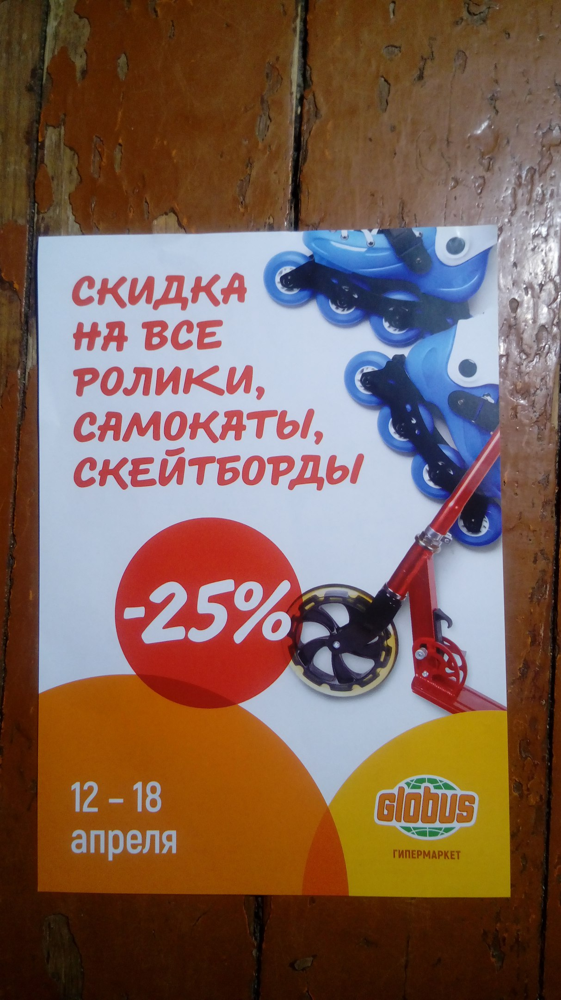 СКИДКА
НА ВСЕ
РОЛИКИ,
САМОКАТЫ,
СКЕЙТБОРДЫ
-25%
12 – 18
апреля
Globus
ГИПЕРМАРКЕТ